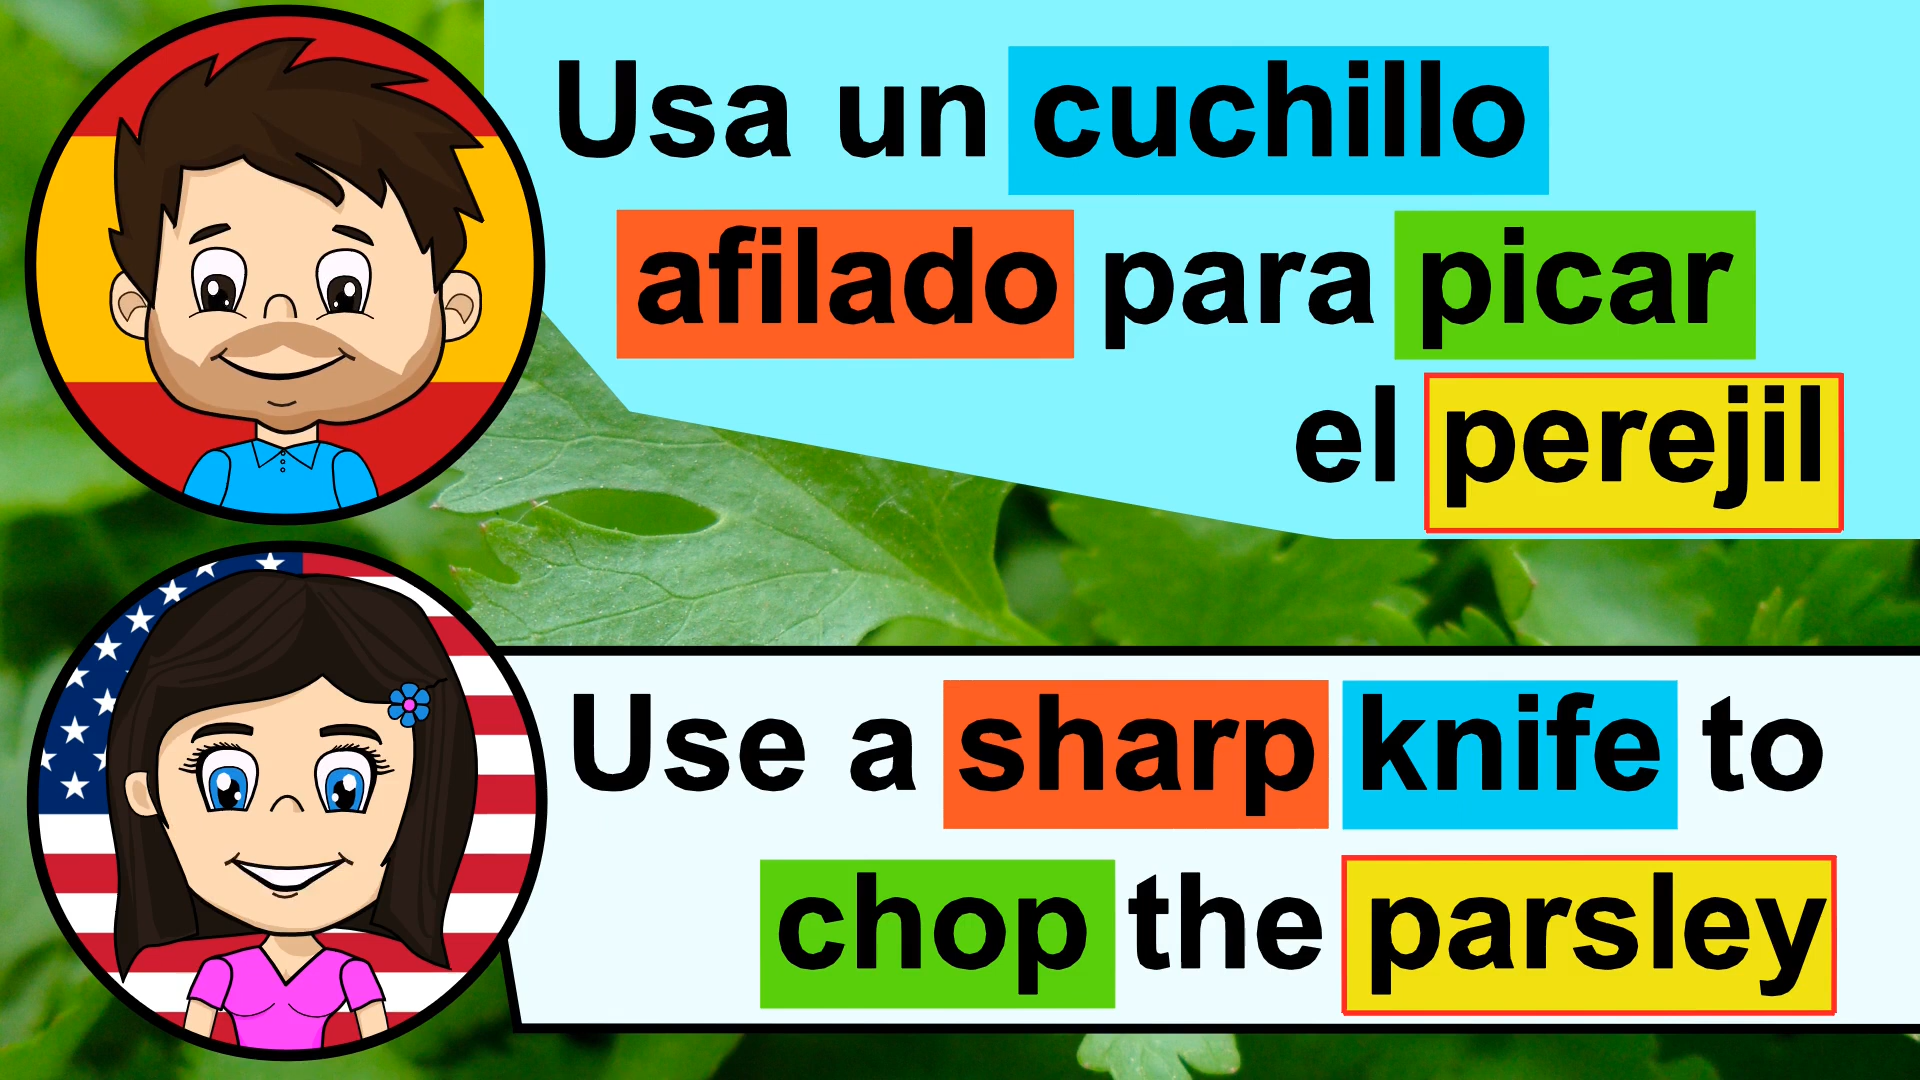 Usa un cuchillo
afilado para picar
el perejil
Use a sharp knife to
chop the parsley